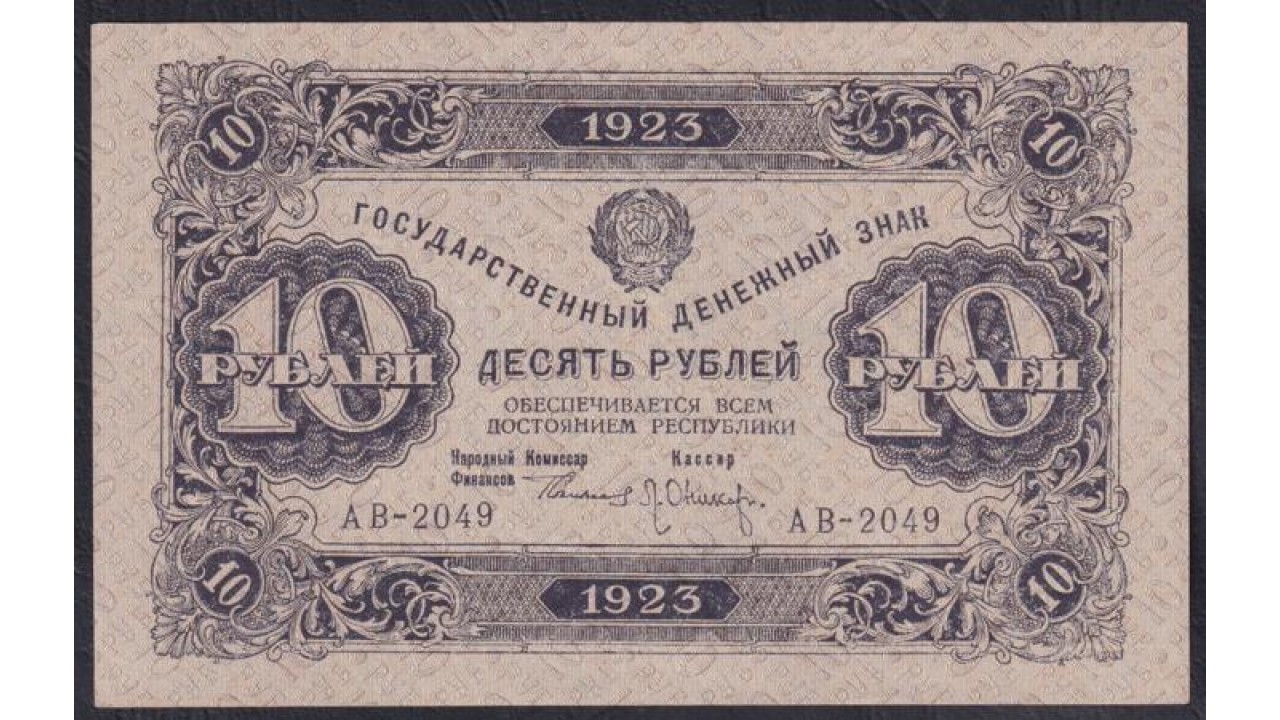 1923
10 10
ГОСУДАРСТВЕННЫЙ ДЕНЕЖНЫЙ ЗНАК
10 РУБЛЕЙ 10 РУБЛЕЙ
ДЕСЯТЬ РУБЛЕЙ
ОБЕСПЕЧИВАЕТСЯ ВСЕМ
ДОСТОЯНИЕМ РЕСПУБЛИКИ
Народный Комиссар Кассир
Финансов
АВ-2049 АВ-2049
10 10
1923